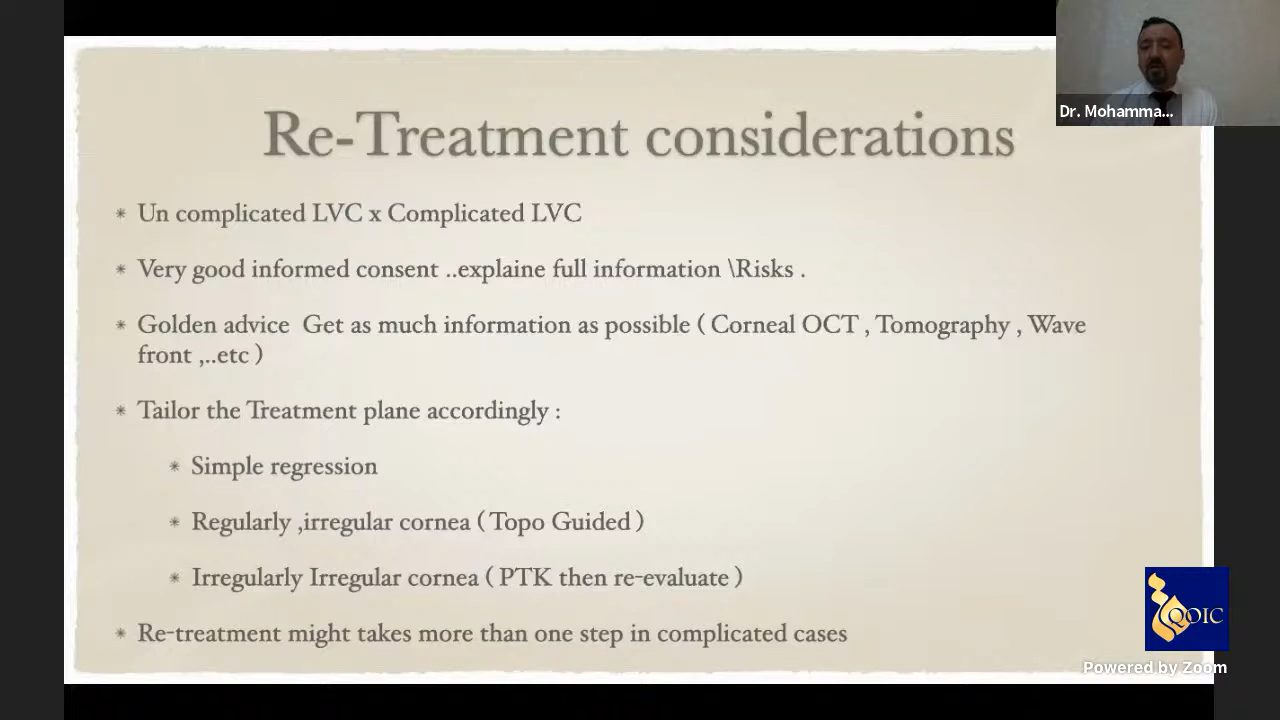 Re-Treatment considerations
* Un complicated LVC x Complicated LVC
* Very good informed consent ..explaine full information \Risks .
* Golden advice Get as much information as possible ( Corneal OCT , Tomography , Wave
front ,..etc )
* Tailor the Treatment plane accordingly :
* Simple regression
* Regularly ,irregular cornea ( Topo Guided )
* Irregularly Irregular cornea ( PTK then re-evaluate )
* Re-treatment might takes more than one step in complicated cases
Dr. Mohamma...
QOIC
Powered by Zoom